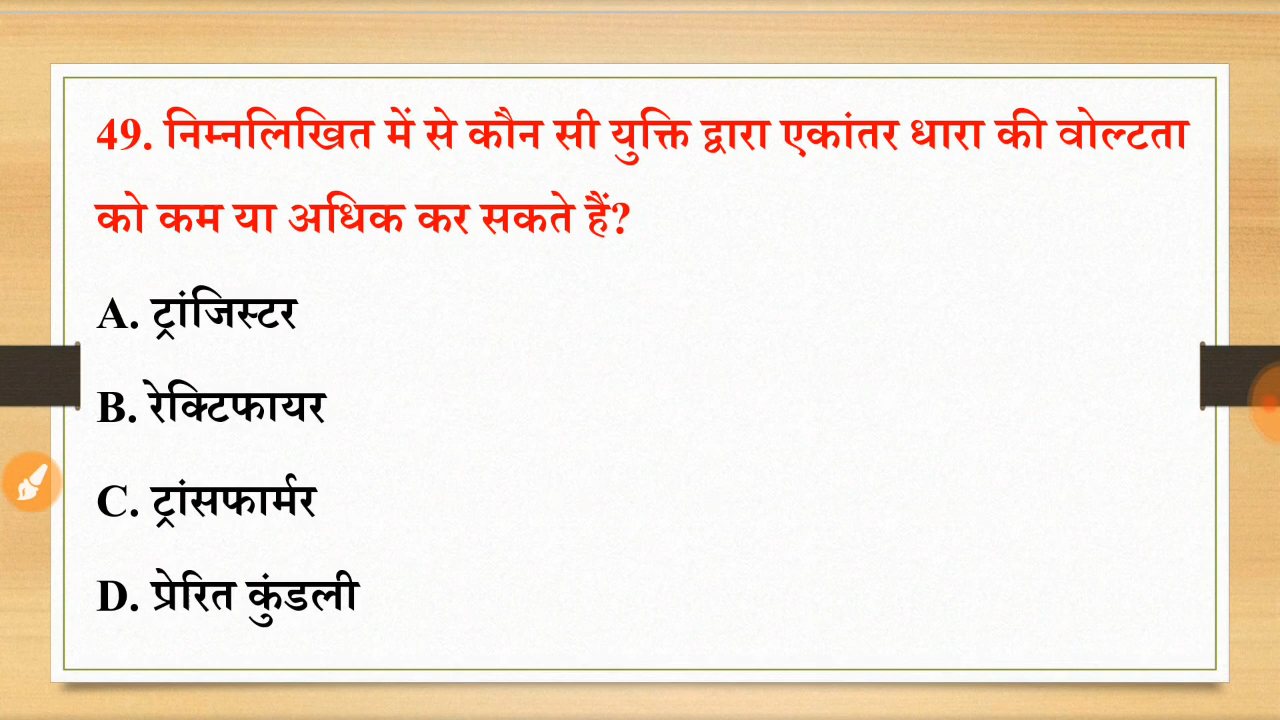 49. निम्नलिखित में से कौन सी युक्ति द्वारा एकांतर धारा की वोल्टता
को कम या अधिक कर सकते हैं?
A. ट्रांजिस्टर
B. रेक्टिफायर
C. ट्रांसफार्मर
D. प्रेरित कुंडली